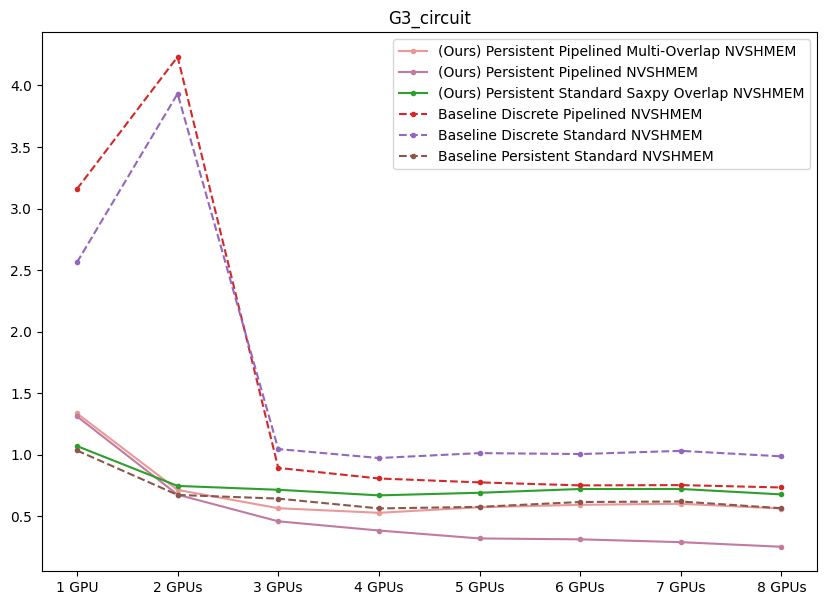 G3_circuit
(Ours) Persistent Pipelined Multi-Overlap NVSHMEM
(Ours) Persistent Pipelined NVSHMEM
(Ours) Persistent Standard Saxpy Overlap NVSHMEM
Baseline Discrete Pipelined NVSHMEM
Baseline Discrete Standard NVSHMEM
Baseline Persistent Standard NVSHMEM
4.0
3.5
3.0
2.5
2.0
1.5
1.0
0.5
1 GPU 2 GPUs 3 GPUs 4 GPUs 5 GPUs 6 GPUs 7 GPUs 8 GPUs